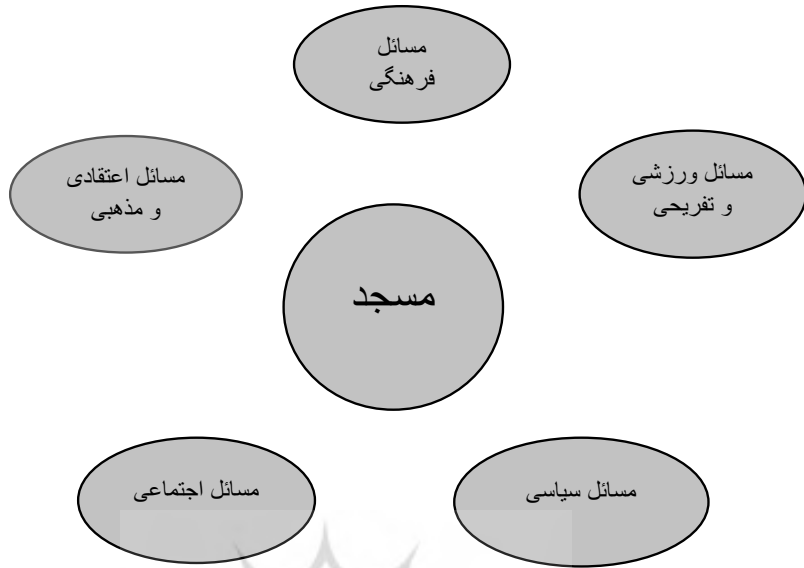 مسائل
فرهنگی
مسائل ورزشی
و تفریحی
مسائل اعتقادی
و مذهبی
مسجد
مسائل سیاسی
مسائل اجتماعی